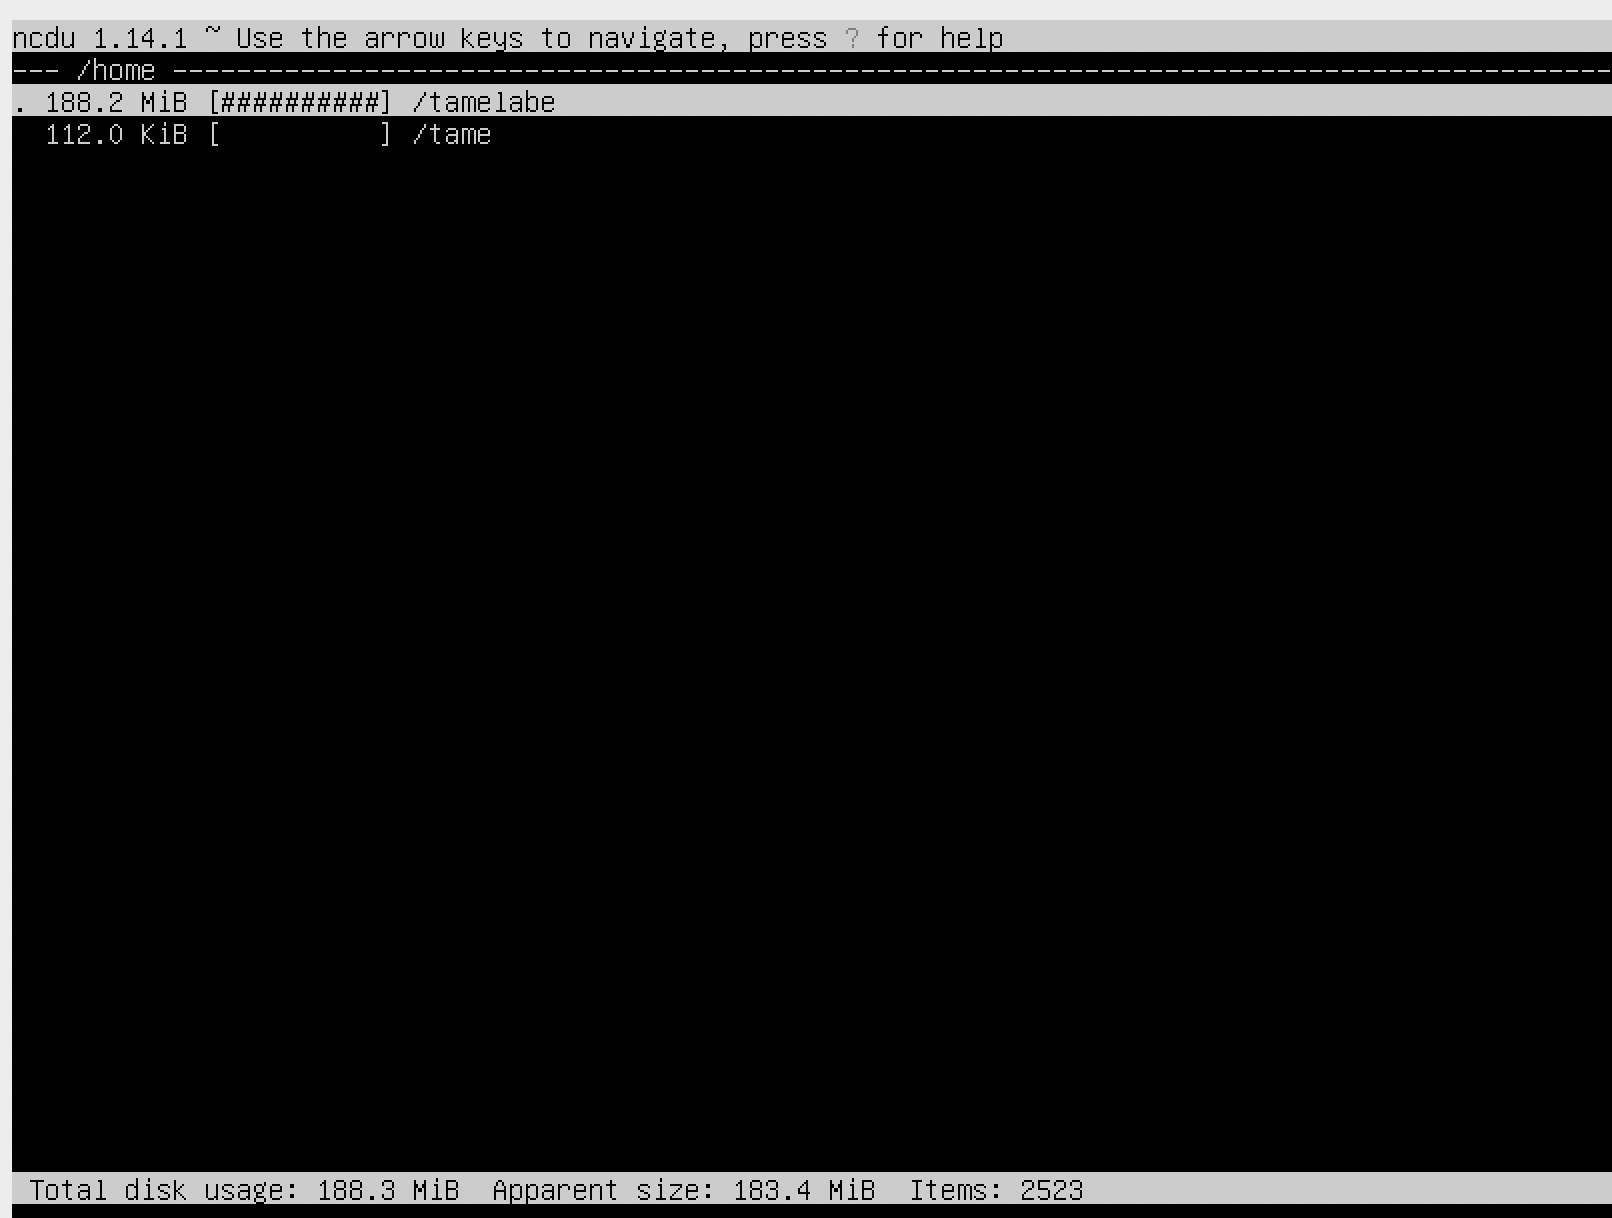 ncdu 1.14.1 ~ Use the arrow keys to navigate, press ? for help
--- /home ------------------------------------------------------------------------------------------
. 188.2 MiB [##########] /tamelabe
  112.0 KiB [          ] /tame
Total disk usage: 188.3 MiB  Apparent size: 183.4 MiB  Items: 2523